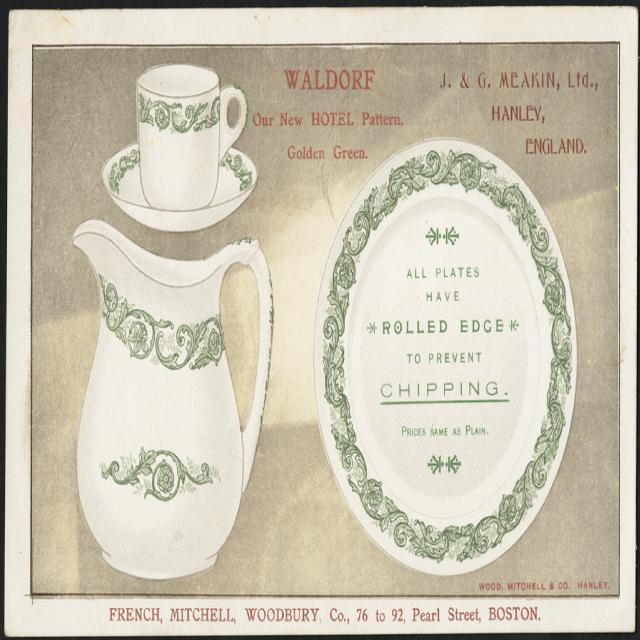 WALDORF
Our New HOTEL Pattern.
Golden Green.
J. & G. MEAKIN, Ltd.,
HANLEY,
ENGLAND.
ALL PLATES
HAVE
ROLLED EDGE
TO PREVENT
CHIPPING.
PRICES SAME AS PLAIN.
WOOD, MITCHELL & CO. HANLEY.
FRENCH, MITCHELL, WOODBURY, Co., 76 to 92, Pearl Street, BOSTON.